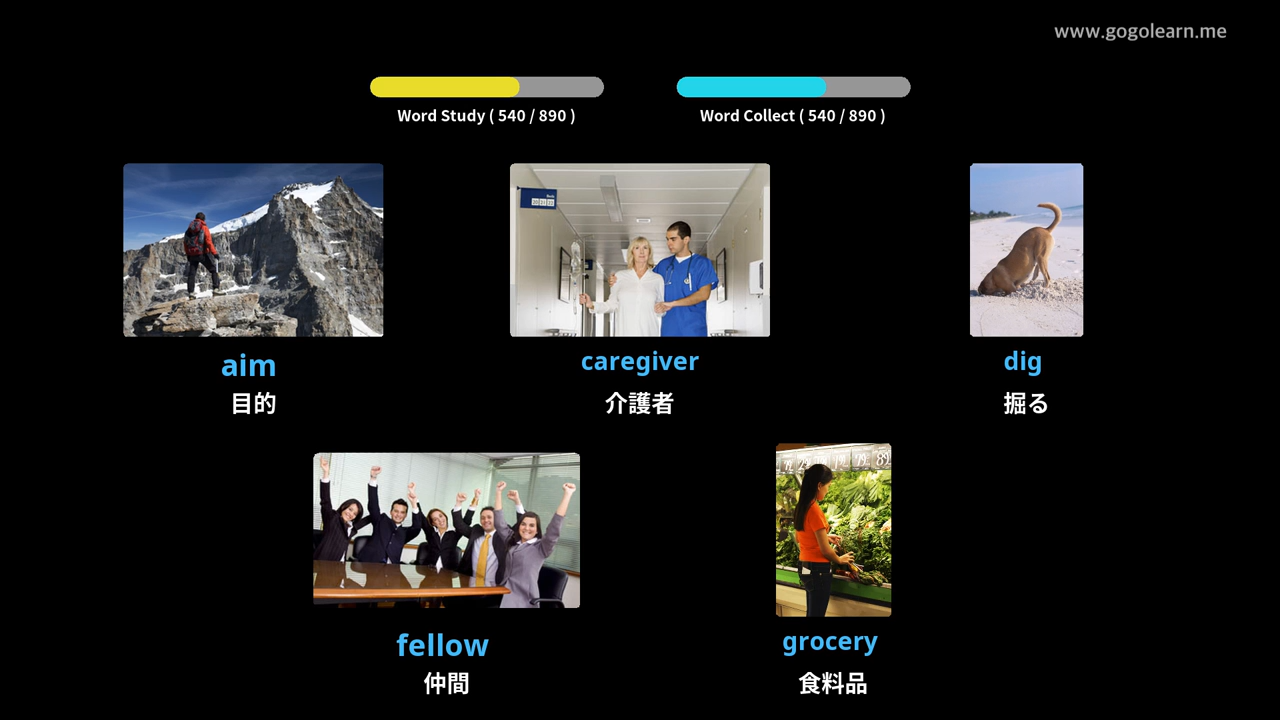 www.gogolearn.me
Word Study ( 540 / 890 )
Word Collect ( 540 / 890 )
aim
目的
caregiver
介護者
dig
掘る
fellow
仲間
grocery
食料品